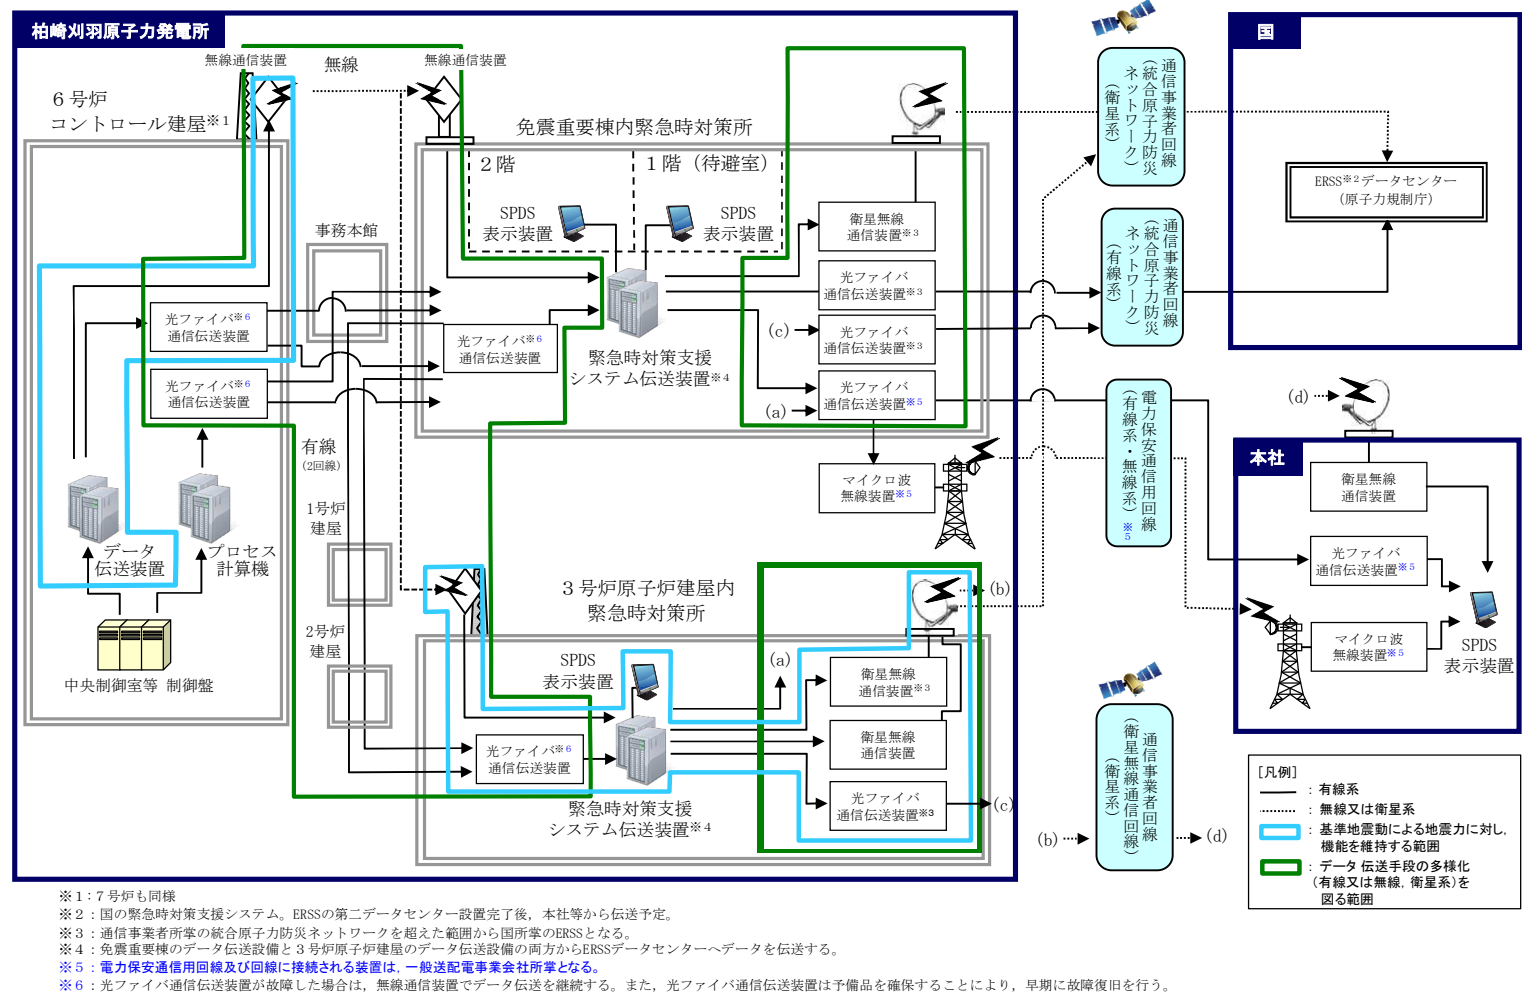 柏崎刈羽原子力発電所
無線通信装置
無線
無線通信装置
6号炉
コントロール建屋※1
免震重要棟内緊急時対策所
2階
1階（待避室）
SPDS
表示装置
SPDS
表示装置
事務本館
衛星無線
通信装置※3
光ファイバ
通信伝送装置※3
(c)
光ファイバ
通信伝送装置※3
光ファイバ
通信伝送装置※5
(a)
光ファイバ※6
通信伝送装置
光ファイバ※6
通信伝送装置
光ファイバ※6
通信伝送装置
緊急時対策支援
システム伝送装置※4
有線
(2回線)
マイクロ波
無線装置※5
1号炉
建屋
2号炉
建屋
データ
伝送装置
プロセス
計算機
中央制御室等 制御盤
3号炉原子炉建屋内
緊急時対策所
SPDS
表示装置
(a)
(b)
衛星無線
通信装置※3
衛星無線
通信装置
光ファイバ
通信伝送装置※3
(c)
光ファイバ※6
通信伝送装置
緊急時対策支援
システム伝送装置※4
通信事業者回線
（統合原子力防災
ネットワーク）
（衛星系）
通信事業者回線
（統合原子力防災
ネットワーク）
（有線系）
電力保安通信用回線
（有線系・無線系）※5
通信事業者回線
（衛星無線通信回線）
（衛星系）
(b)
(d)
国
ERSS※2データセンター
（原子力規制庁）
(d)
本社
衛星無線
通信装置
光ファイバ
通信伝送装置※5
マイクロ波
無線装置※5
SPDS
表示装置
［凡例］
：有線系
：無線又は衛星系
：基準地震動による地震力に対し，
機能を維持する範囲
：データ伝送手段の多様化
（有線又は無線，衛星系）を
図る範囲
※1：7号炉も同様
※2：国の緊急時対策支援システム。ERSSの第二データセンター設置完了後，本社等から伝送予定。
※3：通信事業者所掌の統合原子力防災ネットワークを超えた範囲から国所掌のERSSとなる。
※4：免震重要棟のデータ伝送設備と3号炉原子炉建屋のデータ伝送設備の両方からERSSデータセンターへデータを伝送する。
※5：電力保安通信用回線及び回線に接続される装置は，一般送配電事業会社所掌となる。
※6：光ファイバ通信伝送装置が故障した場合は，無線通信装置でデータ伝送を継続する。また，光ファイバ通信伝送装置は予備品を確保することにより，早期に故障復旧を行う。